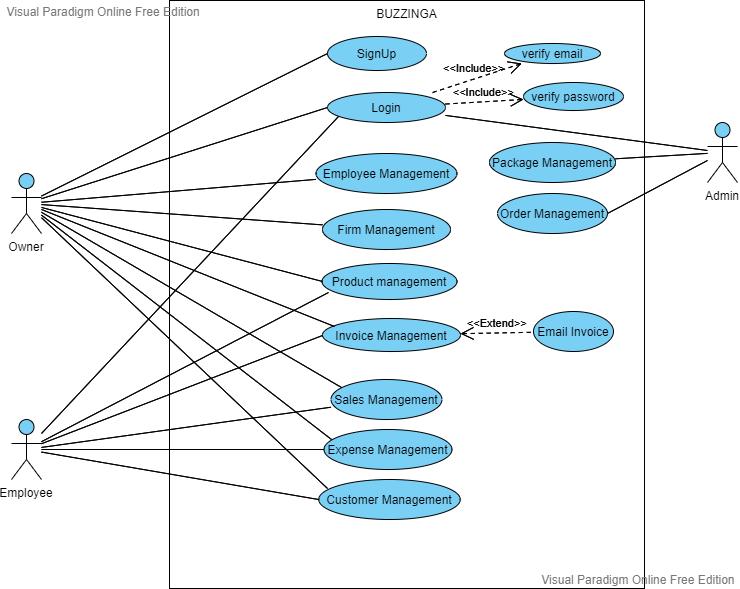 Visual Paradigm Online Free Edition
BUZZINGA
SignUp
verify email
<<Include>>
<<Include>>
verify password
Login
Employee Management
Package Management
Admin
Order Management
Firm Management
Owner
Product management
<<Extend>>
Invoice Management
Email Invoice
Sales Management
Expense Management
Employee
Customer Management
Visual Paradigm Online Free Edition